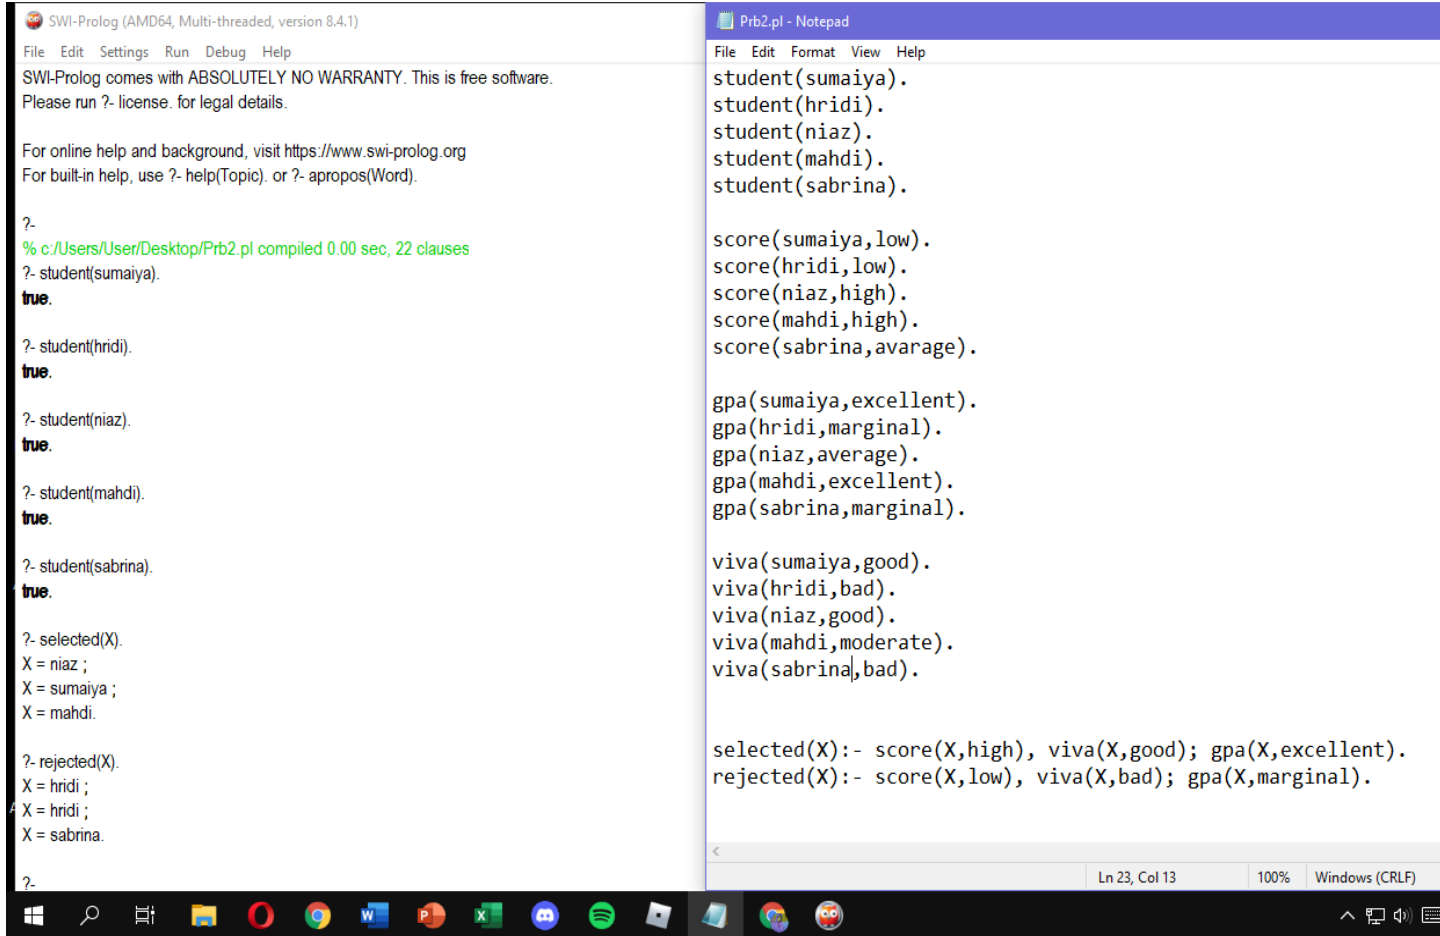 SWI-Prolog (AMD64, Multi-threaded, version 8.4.1)
File Edit Settings Run Debug Help
SWI-Prolog comes with ABSOLUTELY NO WARRANTY. This is free software.
Please run ?- license. for legal details.
For online help and background, visit https://www.swi-prolog.org
For built-in help, use ?- help(Topic). or ?- apropos(Word).
?-
% c:/Users/User/Desktop/Prb2.pl compiled 0.00 sec, 22 clauses
?- student(sumaiya).
true.
?- student(hridi).
true.
?- student(niaz).
true.
?- student(mahdi).
true.
?- student(sabrina).
true.
?- selected(X).
X = niaz ;
X = sumaiya ;
X = mahdi.
?- rejected(X).
X = hridi ;
X = hridi ;
X = sabrina.
?-
Prb2.pl - Notepad
File Edit Format View Help
student(sumaiya).
student(hridi).
student(niaz).
student(mahdi).
student(sabrina).
score(sumaiya,low).
score(hridi,low).
score(niaz,high).
score(mahdi,high).
score(sabrina,avarage).
gpa(sumaiya,excellent).
gpa(hridi,marginal).
gpa(niaz,average).
gpa(mahdi,excellent).
gpa(sabrina,marginal).
viva(sumaiya,good).
viva(hridi,bad).
viva(niaz,good).
viva(mahdi,moderate).
viva(sabrina,bad).
selected(X):- score(X,high), viva(X,good); gpa(X,excellent).
rejected(X):- score(X,low), viva(X,bad); gpa(X,marginal).
Ln 23, Col 13
100%
Windows (CRLF)